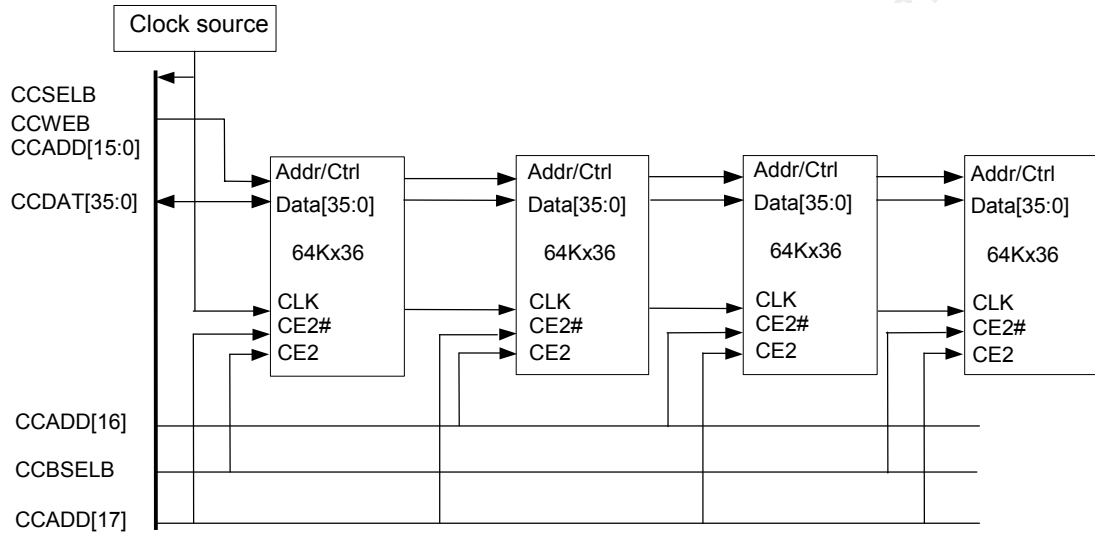 Clock source
CCSELB
CCWEB
CCADD[15:0]
CCDAT[35:0]
Addr/Ctrl
Data[35:0]
64Kx36
CLK
CE2#
CE2
Addr/Ctrl
Data[35:0]
64Kx36
CLK
CE2#
CE2
Addr/Ctrl
Data[35:0]
64Kx36
CLK
CE2#
CE2
Addr/Ctrl
Data[35:0]
64Kx36
CLK
CE2#
CE2
CCADD[16]
CCBSELB
CCADD[17]